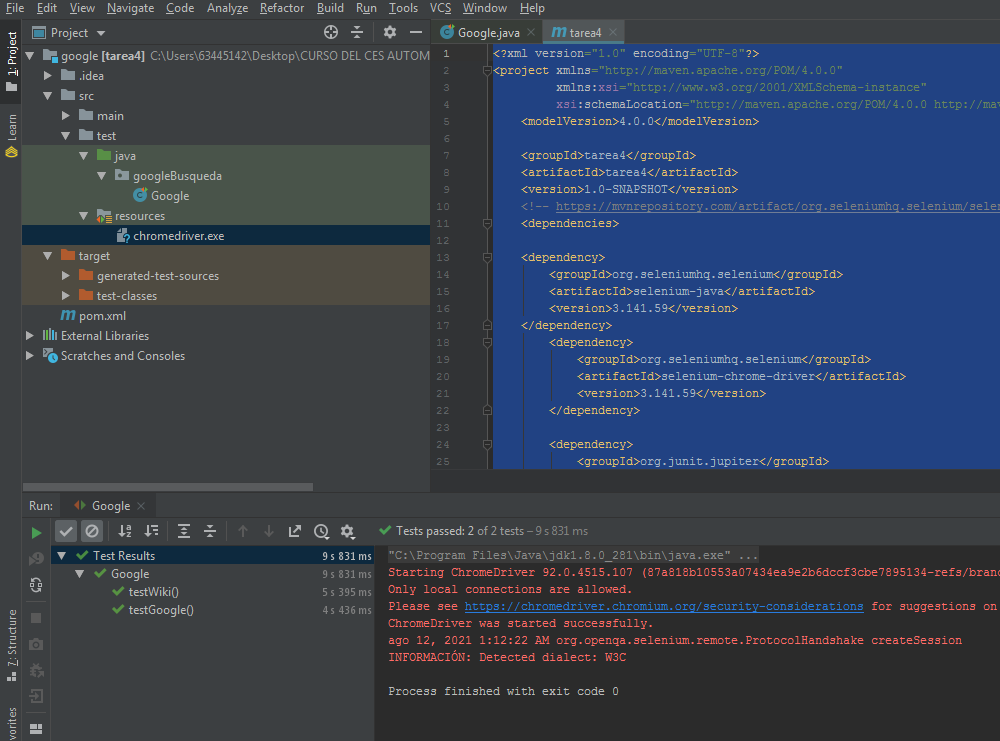 File Edit View Navigate Code Analyze Refactor Build Run Tools VCS Window Help
1: Project
Learn
7: Structure
Project
google [tarea4] C:\Users\63445142\Desktop\CURSO DEL CES AUTOM
.idea
src
main
test
java
googleBusqueda
Google
resources
chromedriver.exe
target
generated-test-sources
test-classes
pom.xml
External Libraries
Scratches and Consoles
Google.java tarea4
1 <?xml version="1.0" encoding="UTF-8"?>
2 <project xmlns="http://maven.apache.org/POM/4.0.0"
3 xmlns:xsi="http://www.w3.org/2001/XMLSchema-instance"
4 xsi:schemaLocation="http://maven.apache.org/POM/4.0.0 http://mav
5 <modelVersion>4.0.0</modelVersion>
6
7 <groupId>tarea4</groupId>
8 <artifactId>tarea4</artifactId>
9 <version>1.0-SNAPSHOT</version>
10 <!-- https://mvnrepository.com/artifact/org.seleniumhq.selenium/seler
11 <dependencies>
12
13 <dependency>
14 <groupId>org.seleniumhq.selenium</groupId>
15 <artifactId>selenium-java</artifactId>
16 <version>3.141.59</version>
17 </dependency>
18 <dependency>
19 <groupId>org.seleniumhq.selenium</groupId>
20 <artifactId>selenium-chrome-driver</artifactId>
21 <version>3.141.59</version>
22 </dependency>
23
24 <dependency>
25 <groupId>org.junit.jupiter</groupId>
Run: Google
Tests passed: 2 of 2 tests – 9 s 831 ms
Test Results 9 s 831 ms
Google 9 s 831 ms
testWiki() 5 s 395 ms
testGoogle() 4 s 436 ms
"C:\Program Files\Java\jdk1.8.0_281\bin\java.exe" ...
Starting ChromeDriver 92.0.4515.107 (87a818b10553a07434ea9e2b6dccf3cbe7895134-refs/bran
Only local connections are allowed.
Please see https://chromedriver.chromium.org/security-considerations for suggestions on
ChromeDriver was started successfully.
ago 12, 2021 1:12:22 AM org.openqa.selenium.remote.ProtocolHandshake createSession
INFORMACIÓN: Detected dialect: W3C
Process finished with exit code 0